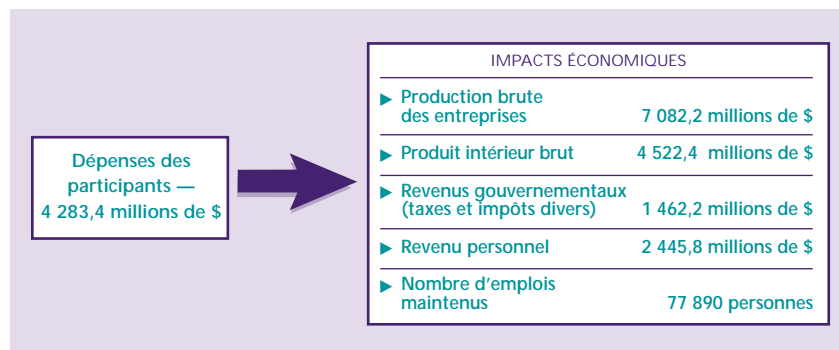 Dépenses des
participants —
4 283,4 millions de $
IMPACTS ÉCONOMIQUES
▶ Production brute
des entreprises 7 082,2 millions de $
▶ Produit intérieur brut 4 522,4 millions de $
▶ Revenus gouvernementaux
(taxes et impôts divers) 1 462,2 millions de $
▶ Revenu personnel 2 445,8 millions de $
▶ Nombre d'emplois
maintenus 77 890 personnes